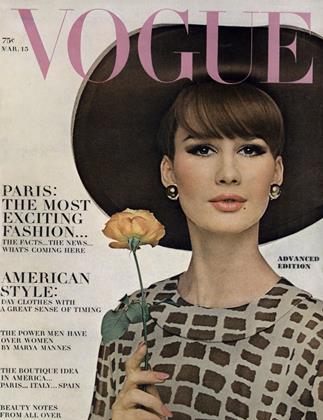 VOGUE
75¢
MAR. 15
PARIS:
THE MOST
EXCITING
FASHION...
THE FACTS...THE NEWS...
WHAT'S COMING HERE
ADVANCED
EDITION
AMERICAN
STYLE:
DAY CLOTHES WITH
A GREAT SENSE OF TIMING
THE POWER MEN HAVE
OVER WOMEN
BY MARYA MANNES
THE BOUTIQUE IDEA
IN AMERICA...
PARIS... ITALY... SPAIN
BEAUTY NOTES
FROM ALL OVER